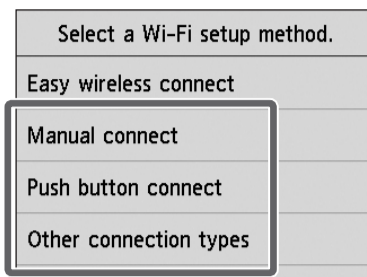 Select a Wi-Fi setup method.
Easy wireless connect
Manual connect
Push button connect
Other connection types